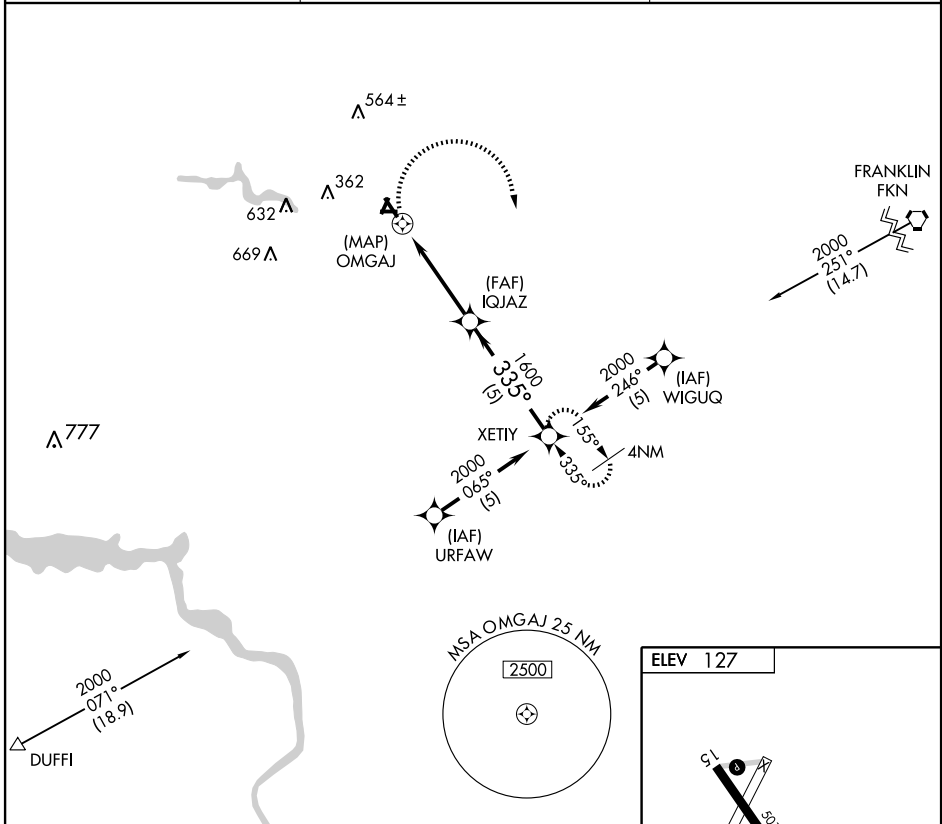 564 ±
362
632
669
(MAP)
OMGAJ
FRANKLIN
FKN
2000
251°
(14.7)
(FAF)
IQJAZ
1600
335°
(5)
2000
246°
(5)
(IAF)
WIGUQ
XETIY
155°
335°
4NM
777
2000
065°
(5)
(IAF)
URFAW
MSA OMGAJ 25 NM
2500
2000
071°
(18.9)
DUFFI
ELEV 127
15
P